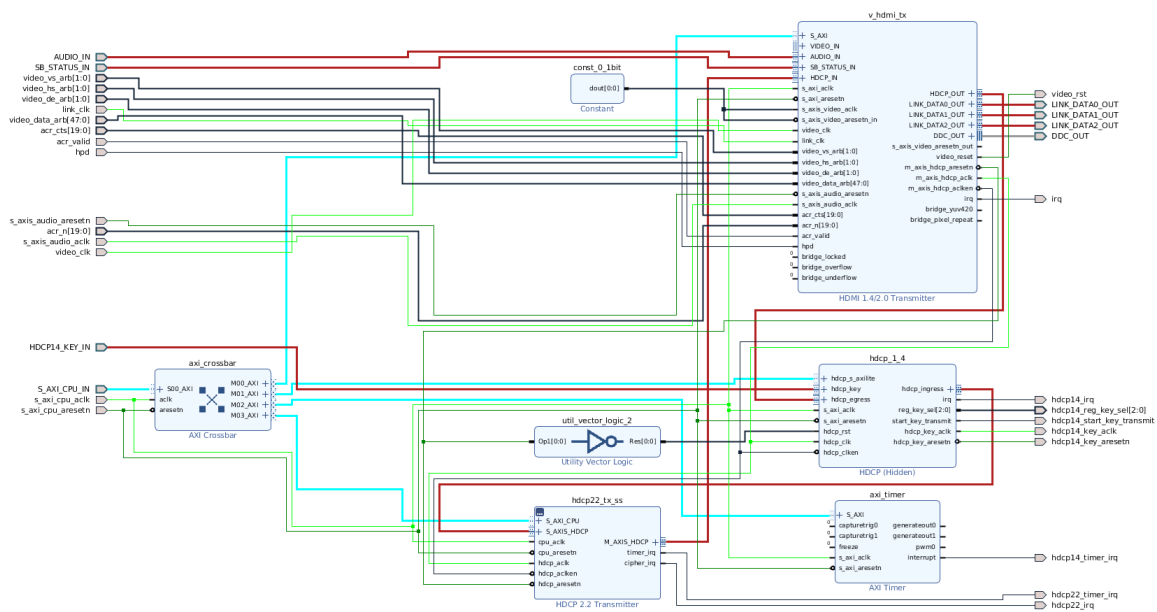 v_hdmi_tx
S_AXI
VIDEO_IN
AUDIO_IN
SB_STATUS_IN
HDCP_IN
s_axi_aclk
s_axi_aresetn
s_axis_video_aclk
s_axis_video_aresetn_in
video_clk
link_clk
video_vs_arb[1:0]
video_hs_arb[1:0]
video_de_arb[1:0]
video_data_arb[47:0]
s_axis_audio_aresetn
s_axis_audio_aclk
acr_cts[19:0]
acr_n[19:0]
acr_valid
hpd
0
bridge_locked
0
bridge_overflow
0
bridge_underflow
HDCP_OUT
LINK_DATA0_OUT
LINK_DATA1_OUT
LINK_DATA2_OUT
DDC_OUT
s_axis_video_aresetn_out
video_reset
m_axis_hdcp_aresetn
m_axis_hdcp_aclk
m_axis_hdcp_aclken
irq
bridge_yuv420
bridge_pixel_repeat
HDMI 1.4/2.0 Transmitter
AUDIO_IN
SB_STATUS_IN
video_vs_arb[1:0]
video_hs_arb[1:0]
video_de_arb[1:0]
link_clk
video_data_arb[47:0]
acr_cts[19:0]
acr_valid
hpd
s_axis_audio_aresetn
acr_n[19:0]
s_axis_audio_aclk
video_clk
HDCP14_KEY_IN
S_AXI_CPU_IN
s_axi_cpu_aclk
s_axi_cpu_aresetn
const_0_1bit
dout[0:0]
Constant
video_rst
LINK_DATA0_OUT
LINK_DATA1_OUT
LINK_DATA2_OUT
DDC_OUT
irq
axi_crossbar
S00_AXI
aclk
aresetn
M00_AXI
M01_AXI
M02_AXI
M03_AXI
AXI Crossbar
util_vector_logic_2
Op1[0:0]
Res[0:0]
Utility Vector Logic
hdcp_1_4
hdcp_s_axilite
hdcp_key
hdcp_egress
s_axi_aclk
s_axi_aresetn
hdcp_rst
hdcp_clk
hdcp_clken
hdcp_ingress
irq
reg_key_sel[2:0]
start_key_transmit
hdcp_key_aclk
hdcp_key_aresetn
HDCP (Hidden)
hdcp14_irq
hdcp14_reg_key_sel[2:0]
hdcp14_start_key_transmit
hdcp14_key_aclk
hdcp14_key_aresetn
hdcp22_tx_ss
S_AXI_CPU
S_AXIS_HDCP
cpu_aclk
cpu_aresetn
hdcp_aclk
hdcp_aclken
hdcp_aresetn
M_AXIS_HDCP
timer_irq
cipher_irq
HDCP 2.2 Transmitter
axi_timer
S_AXI
0
capturetrig0
0
capturetrig1
0
freeze
s_axi_aclk
s_axi_aresetn
generateout0
generateout1
pwm0
interrupt
AXI Timer
hdcp14_timer_irq
hdcp22_timer_irq
hdcp22_irq